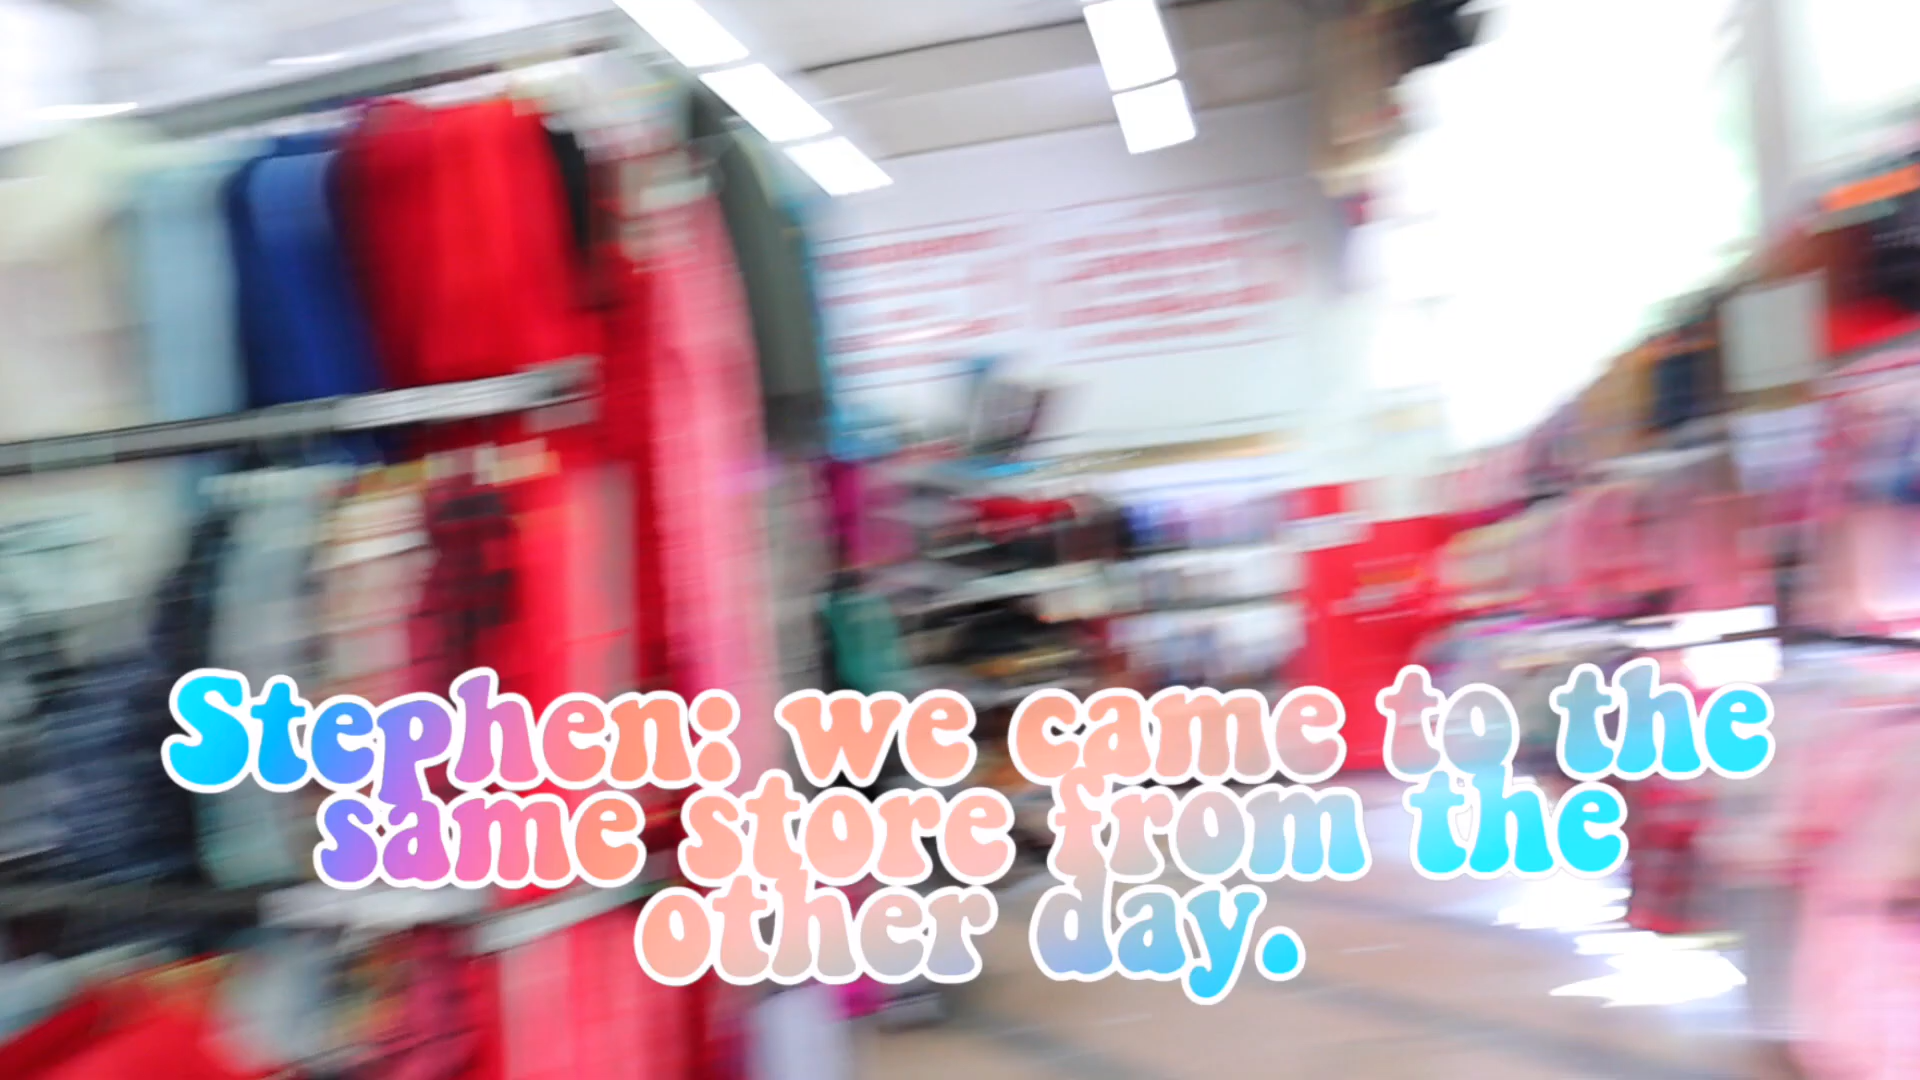 Stephen: we came to the
same store from the
other day.